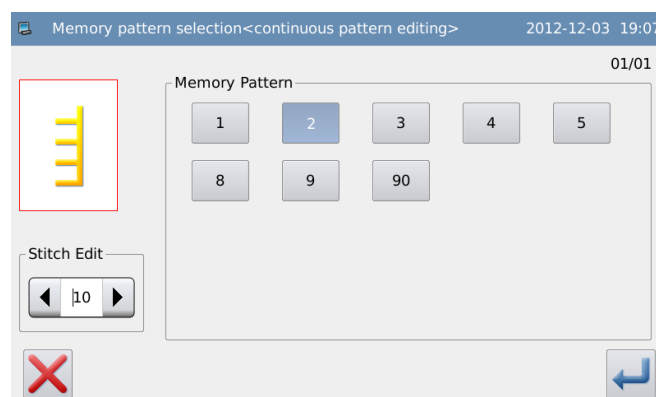 Memory pattern selection<continuous pattern editing> 2012-12-03 19:07
01/01
Memory Pattern
1 2 3 4 5
8 9 90
Stitch Edit
10